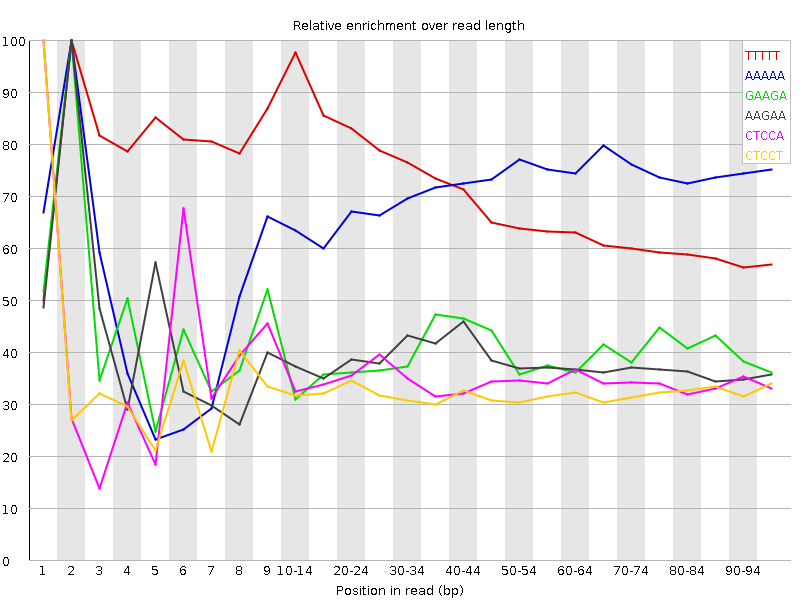 Relative enrichment over read length
100
90
80
70
60
50
40
30
20
10
0
TTTTT
AAAAA
GAAGA
AAGAA
CTCCA
CTCCT
1 2 3 4 5 6 7 8 9 10-14 20-24 30-34 40-44 50-54 60-64 70-74 80-84 90-94
Position in read (bp)